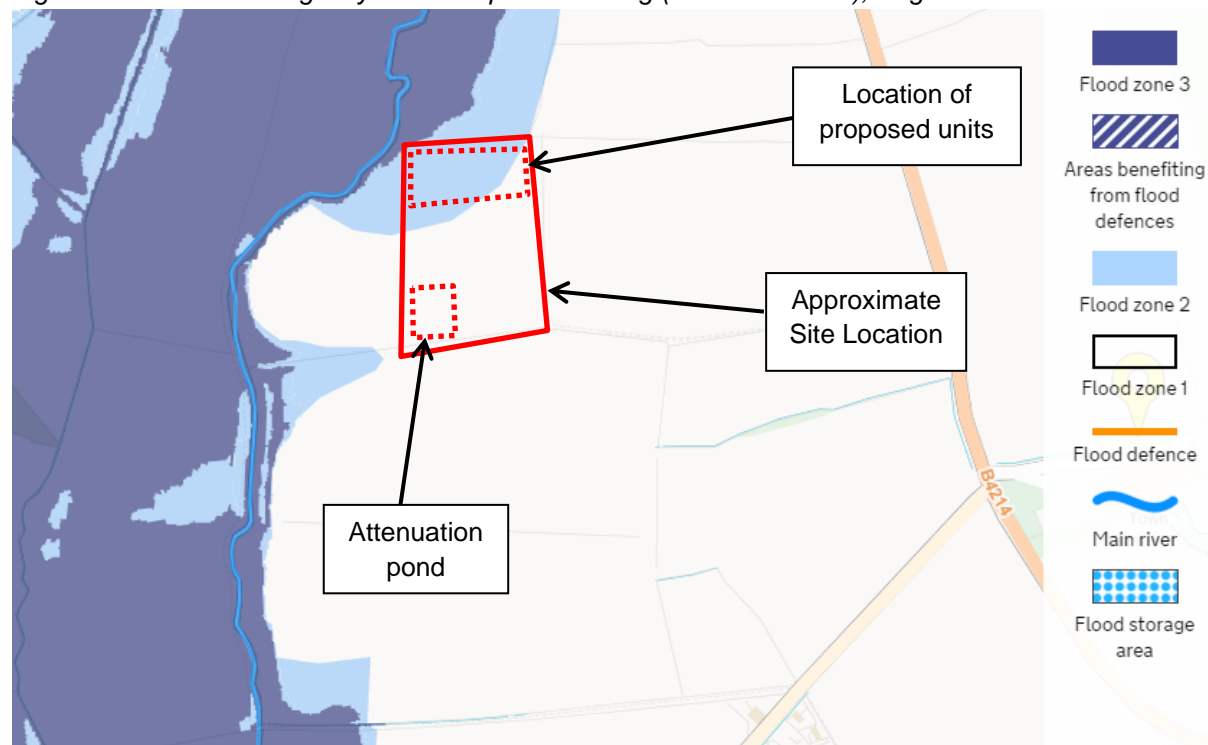 Location of
proposed units
Approximate
Site Location
Attenuation
pond
B4214
Flood zone 3
Areas benefiting
from flood
defences
Flood zone 2
Flood zone 1
Flood defence
Main river
Flood storage
area